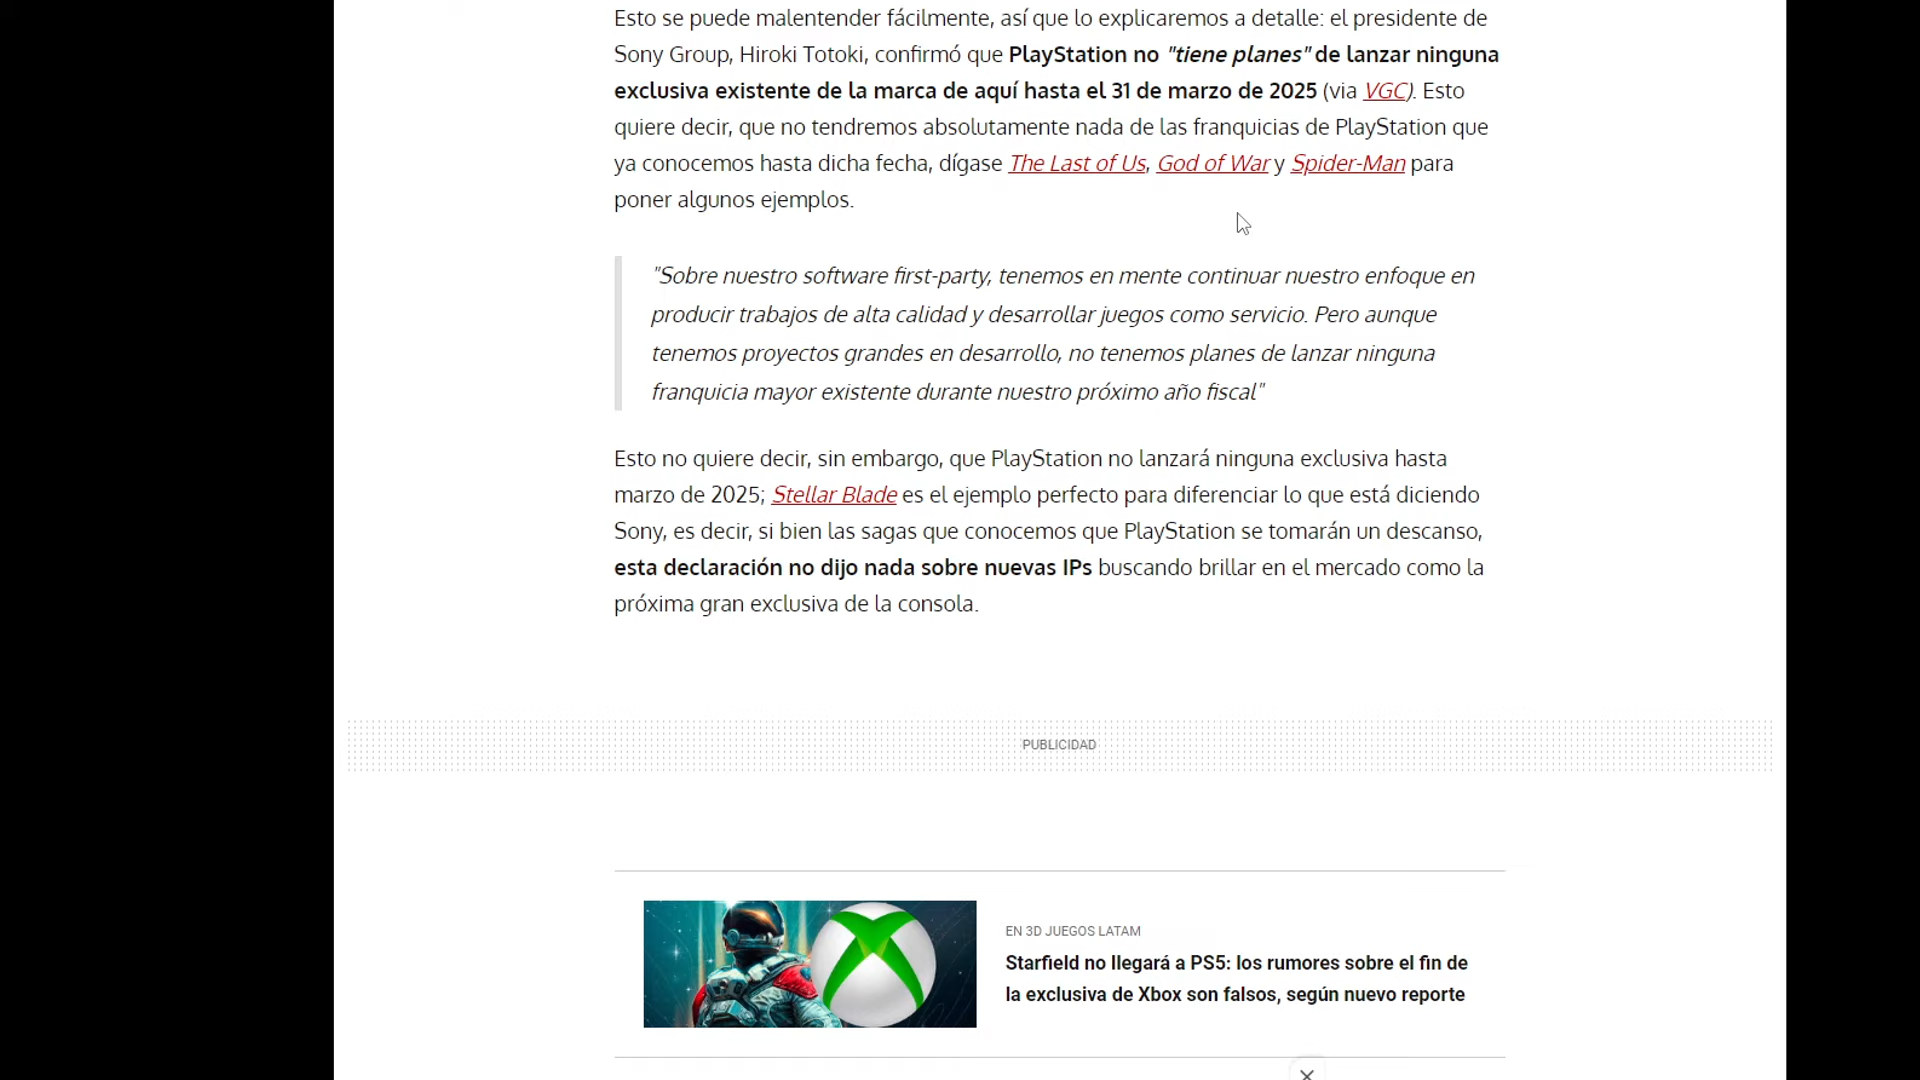 Esto se puede malentender fácilmente, así que lo explicaremos a detalle: el presidente de
Sony Group, Hiroki Totoki, confirmó que PlayStation no "tiene planes" de lanzar ninguna
exclusiva existente de la marca de aquí hasta el 31 de marzo de 2025 (via VGC). Esto
quiere decir, que no tendremos absolutamente nada de las franquicias de PlayStation que
ya conocemos hasta dicha fecha, dígase The Last of Us, God of War y Spider-Man para
poner algunos ejemplos.
"Sobre nuestro software first-party, tenemos en mente continuar nuestro enfoque en
producir trabajos de alta calidad y desarrollar juegos como servicio. Pero aunque
tenemos proyectos grandes en desarrollo, no tenemos planes de lanzar ninguna
franquicia mayor existente durante nuestro próximo año fiscal"
Esto no quiere decir, sin embargo, que PlayStation no lanzará ninguna exclusiva hasta
marzo de 2025; Stellar Blade es el ejemplo perfecto para diferenciar lo que está diciendo
Sony, es decir, si bien las sagas que conocemos que PlayStation se tomarán un descanso,
esta declaración no dijo nada sobre nuevas IPs buscando brillar en el mercado como la
próxima gran exclusiva de la consola.
PUBLICIDAD
EN 3D JUEGOS LATAM
Starfield no llegará a PS5: los rumores sobre el fin de
la exclusiva de Xbox son falsos, según nuevo reporte